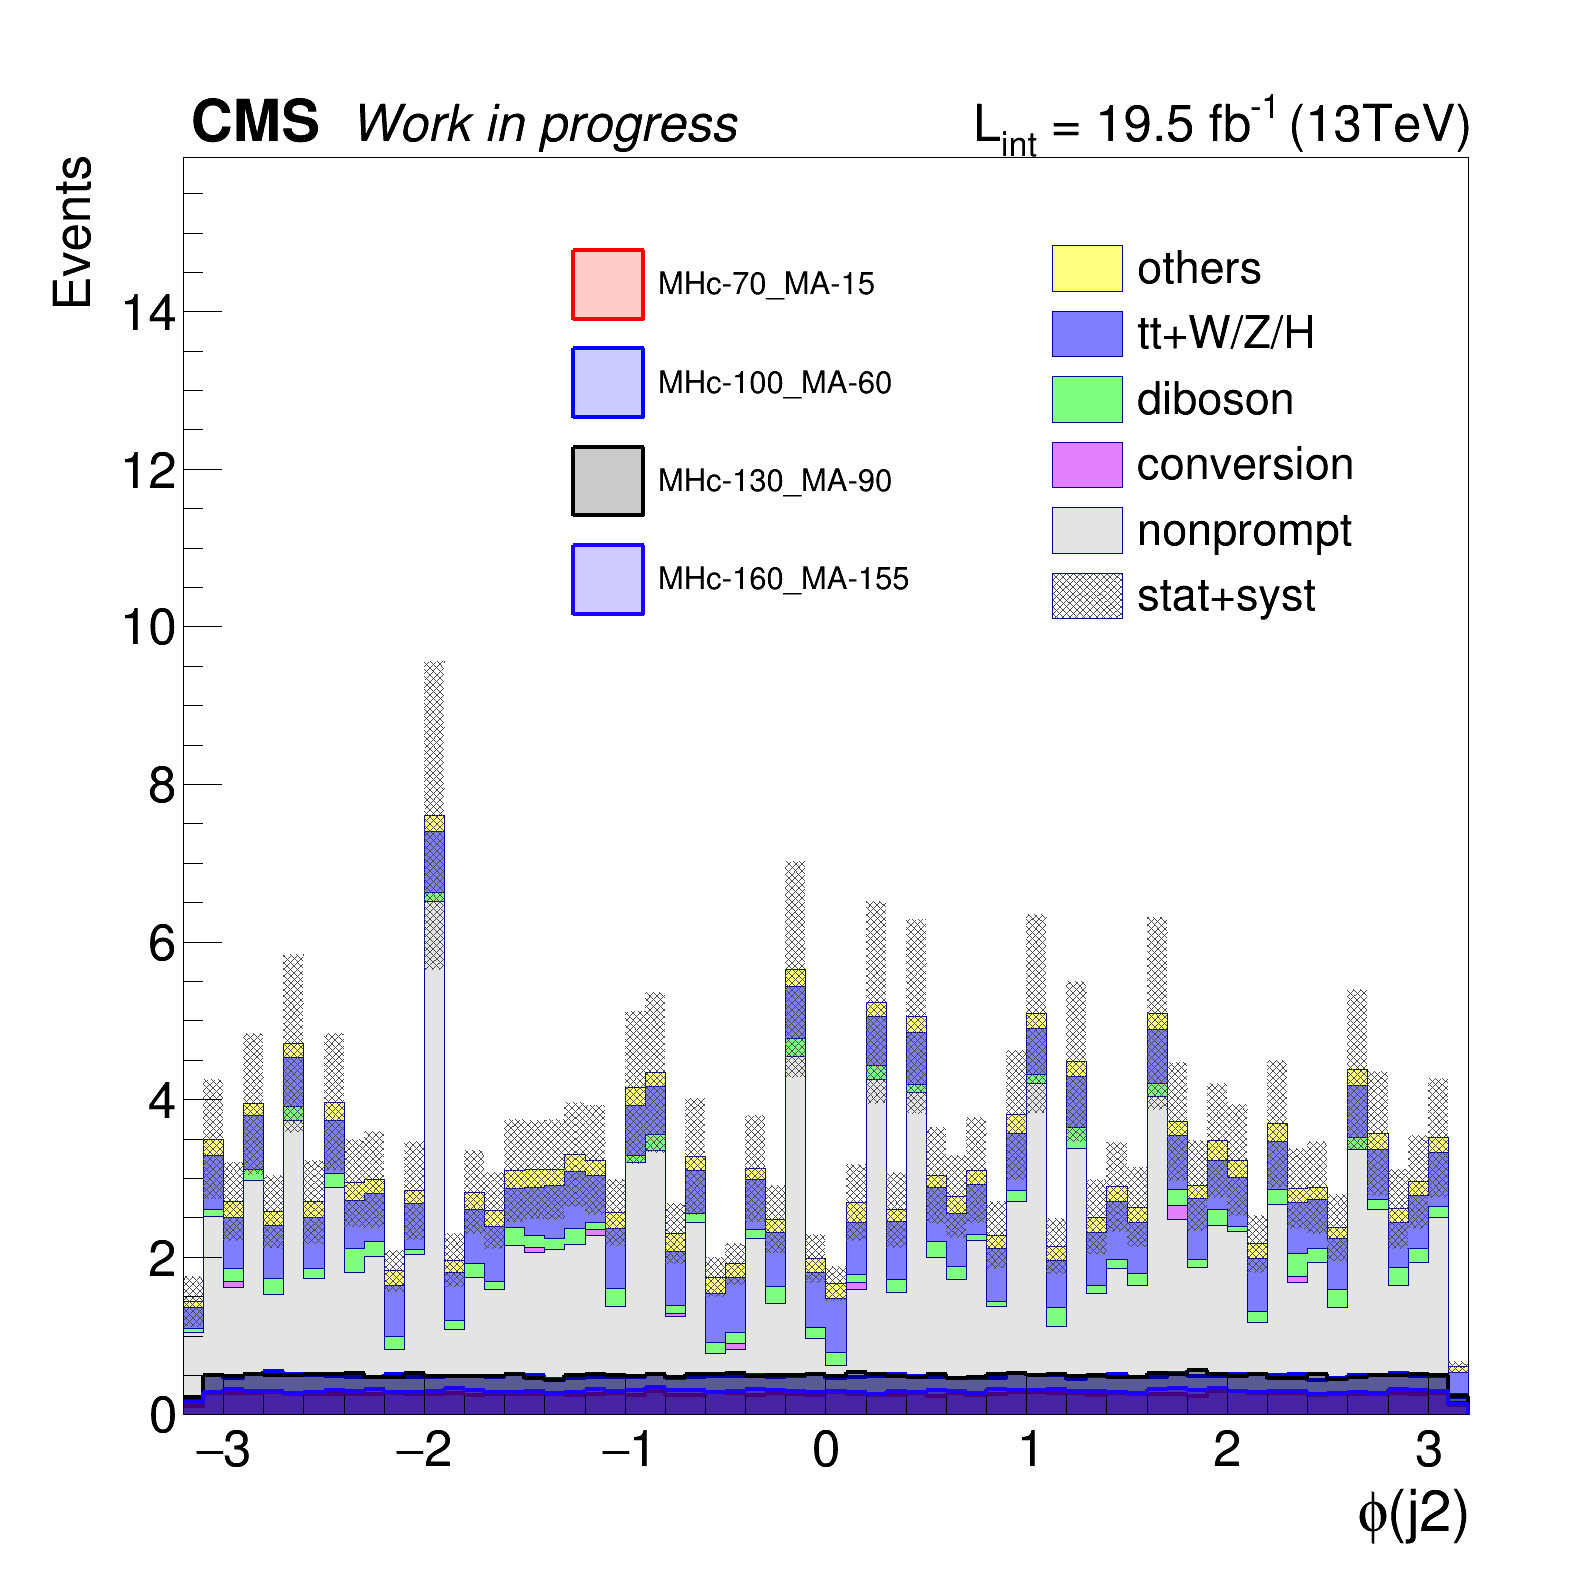 CMS Work in progress L_int = 19.5 fb^-1 (13TeV)
Events
MHc-70_MA-15
MHc-100_MA-60
MHc-130_MA-90
MHc-160_MA-155
others
tt+W/Z/H
diboson
conversion
nonprompt
stat+syst
14
12
10
8
6
4
2
0
−3 −2 −1 0 1 2 3
ϕ(j2)